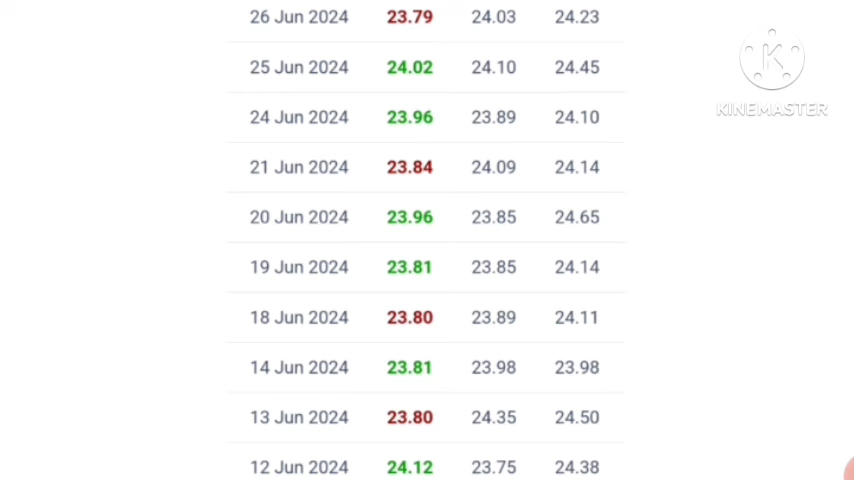 26 Jun 2024 23.79 24.03 24.23
25 Jun 2024 24.02 24.10 24.45
24 Jun 2024 23.96 23.89 24.10
21 Jun 2024 23.84 24.09 24.14
20 Jun 2024 23.96 23.85 24.65
19 Jun 2024 23.81 23.85 24.14
18 Jun 2024 23.80 23.89 24.11
14 Jun 2024 23.81 23.98 23.98
13 Jun 2024 23.80 24.35 24.50
12 Jun 2024 24.12 23.75 24.38
K
KINEMASTER